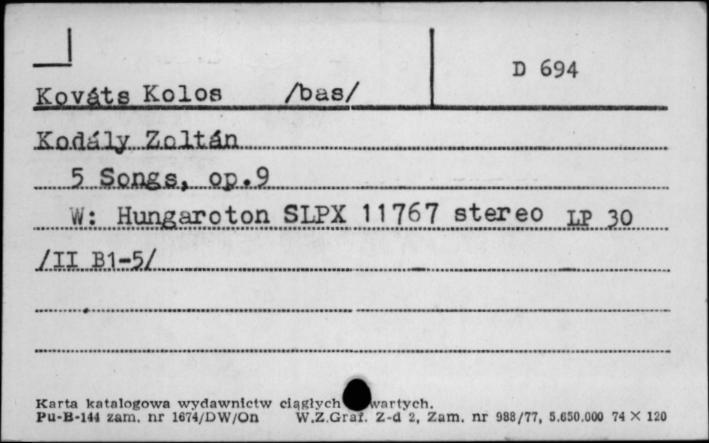 D 694
Kováts Kolos /bas/
Kodály Zoltán
5 Songs, op.9
W: Hungaroton SLPX 11767 stereo LP 30
/II B1-5/
Karta katalogowa wydawnictw ciągłych wartych.
Pu-B-144 zam. nr 1674/DW/On W.Z.Graf. Z-d 2, Zam. nr 988/77, 5.650.000 74 × 120